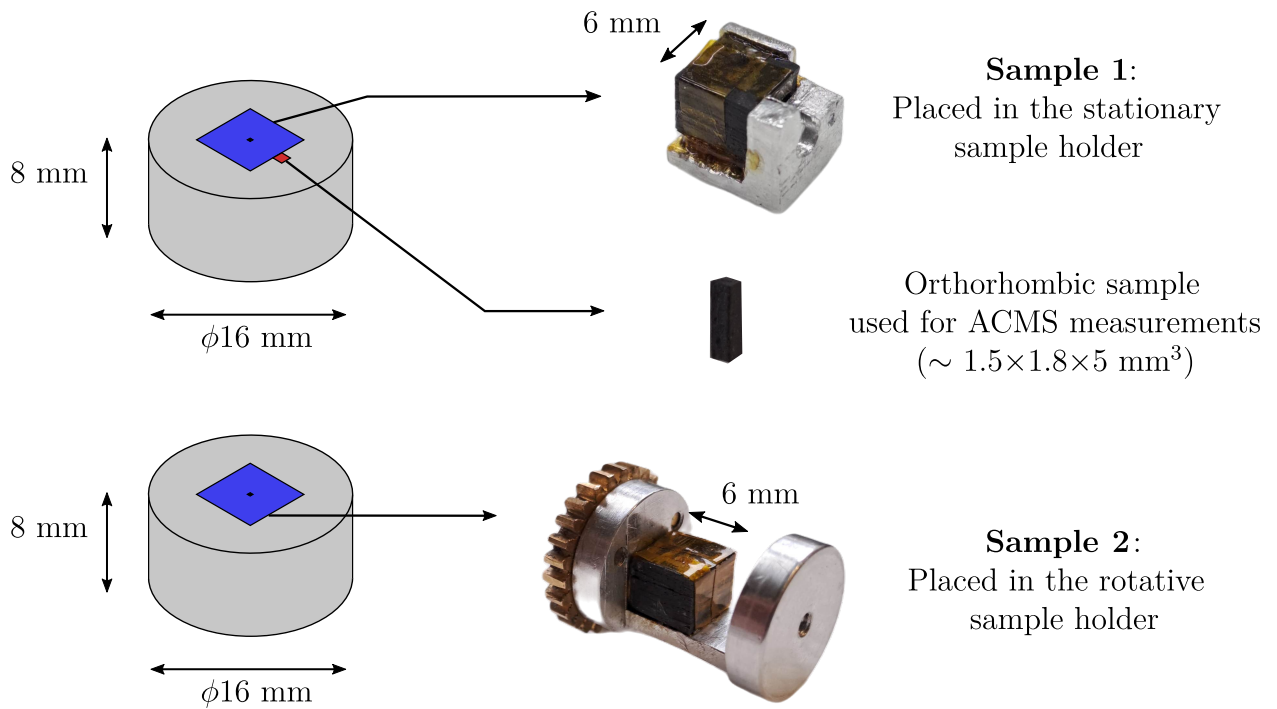 6 mm
Sample 1:
Placed in the stationary
sample holder
8 mm
ϕ16 mm
Orthorhombic sample
used for ACMS measurements
(∼ 1.5×1.8×5 mm³)
6 mm
8 mm
Sample 2:
Placed in the rotative
sample holder
ϕ16 mm